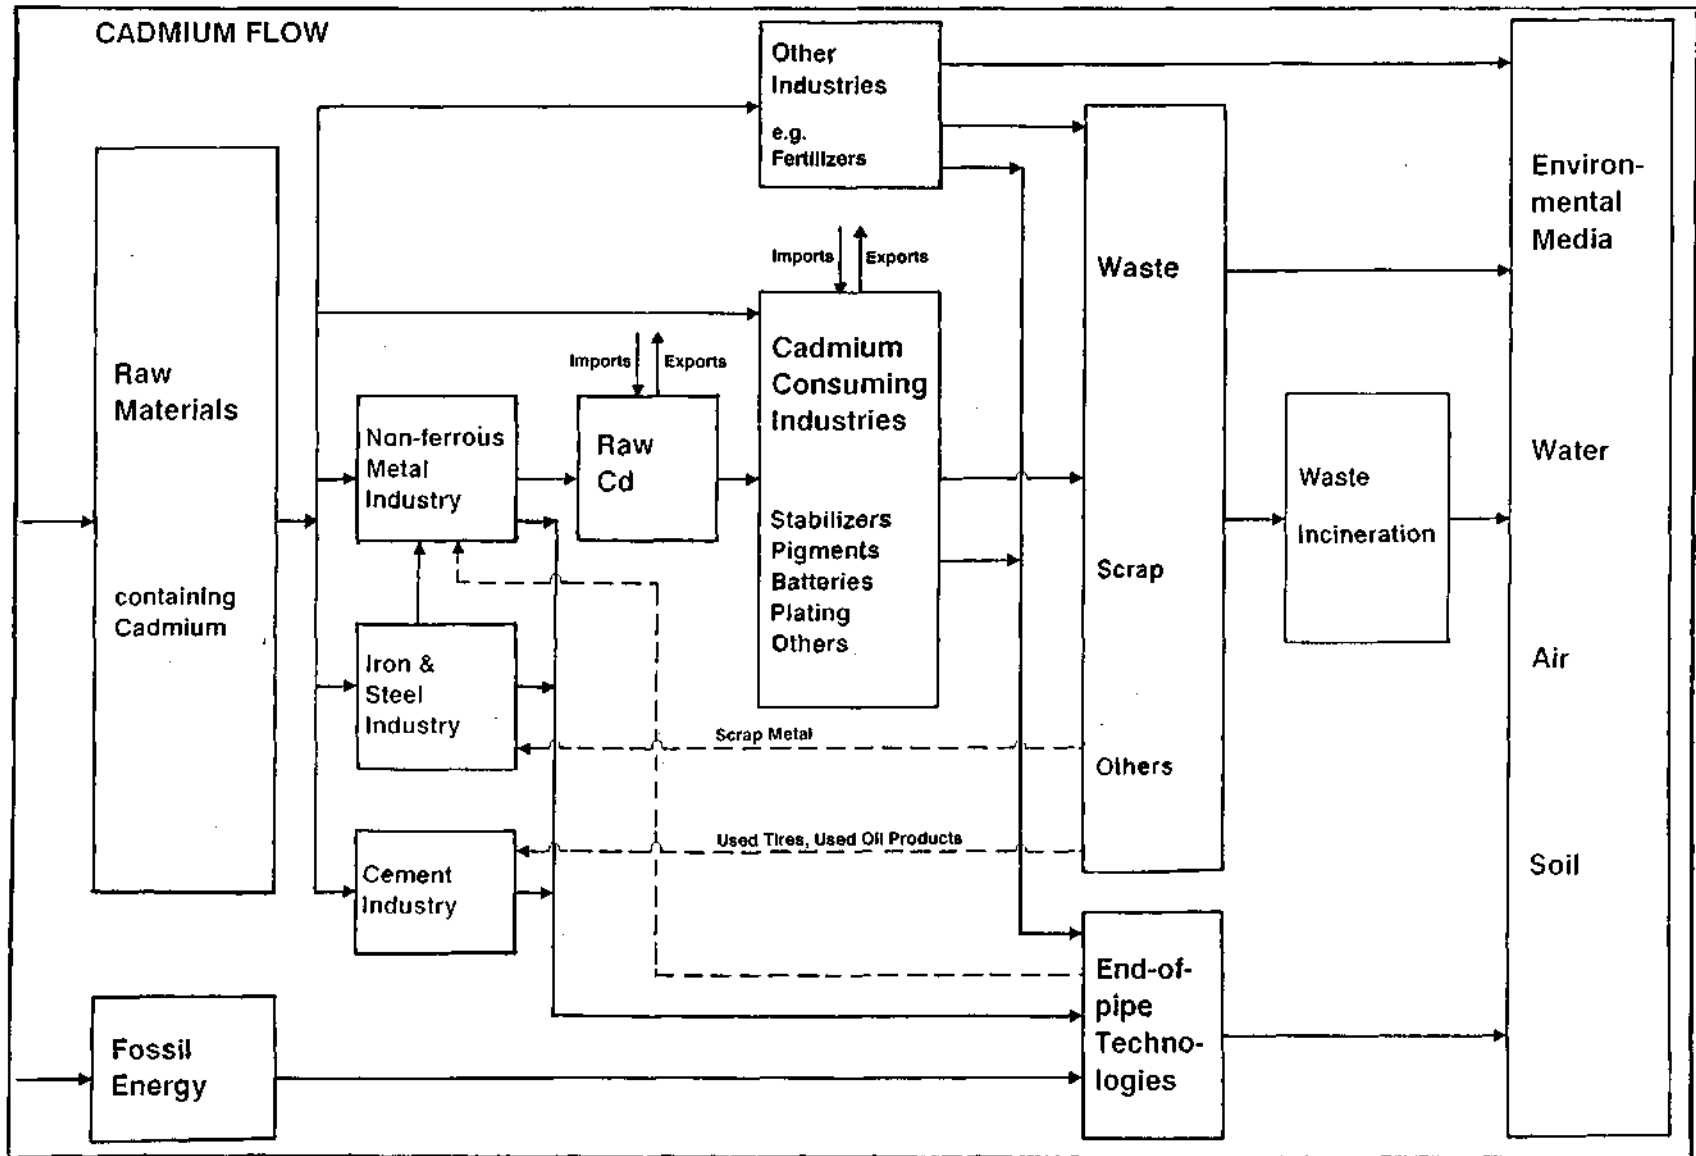 CADMIUM FLOW
Other
Industries
e.g.
Fertilizers
Environ-
mental
Media
Water
Air
Soil
Raw
Materials
containing
Cadmium
Imports
Exports
Waste
Scrap
Others
Cadmium
Consuming
Industries
Stabilizers
Pigments
Batteries
Plating
Others
Imports
Exports
Non-ferrous
Metal
Industry
Raw
Cd
Waste
Incineration
Iron &
Steel
Industry
Scrap Metal
Used Tires, Used Oil Products
Cement
Industry
End-of-
pipe
Techno-
logies
Fossil
Energy